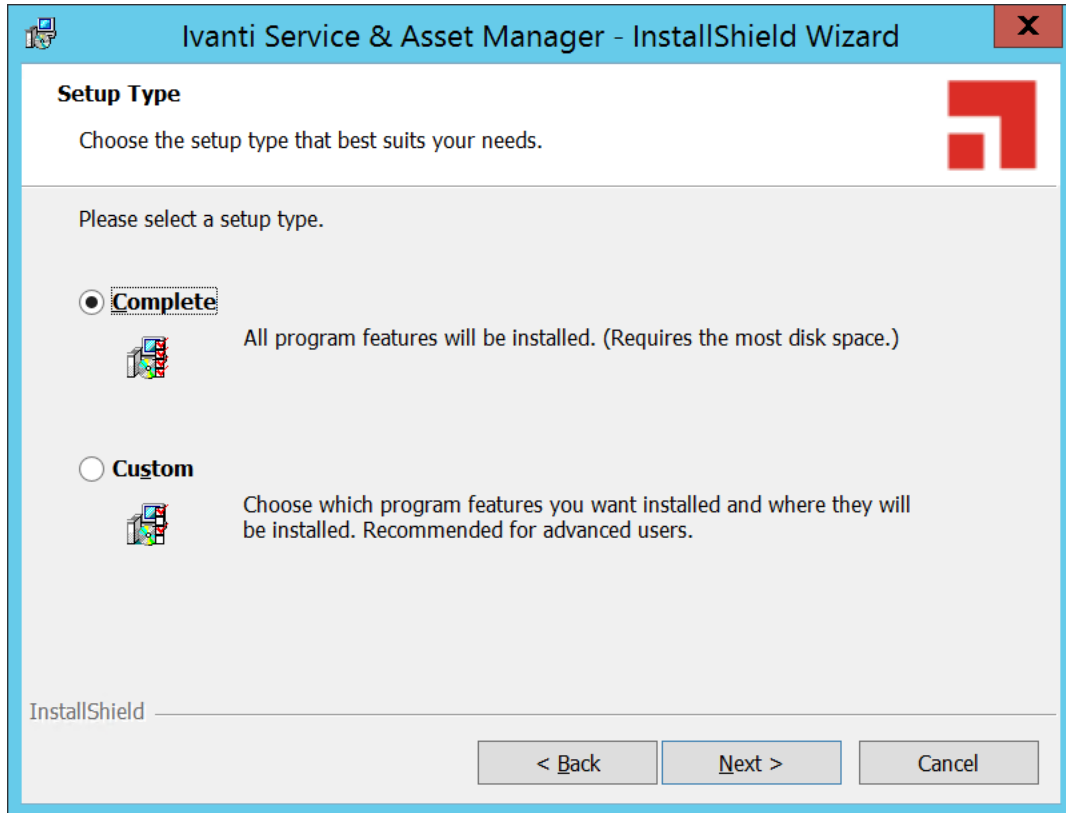 Ivanti Service & Asset Manager - InstallShield Wizard
X
Setup Type
Choose the setup type that best suits your needs.
Please select a setup type.
Complete
All program features will be installed. (Requires the most disk space.)
Custom
Choose which program features you want installed and where they will
be installed. Recommended for advanced users.
InstallShield
< Back
Next >
Cancel